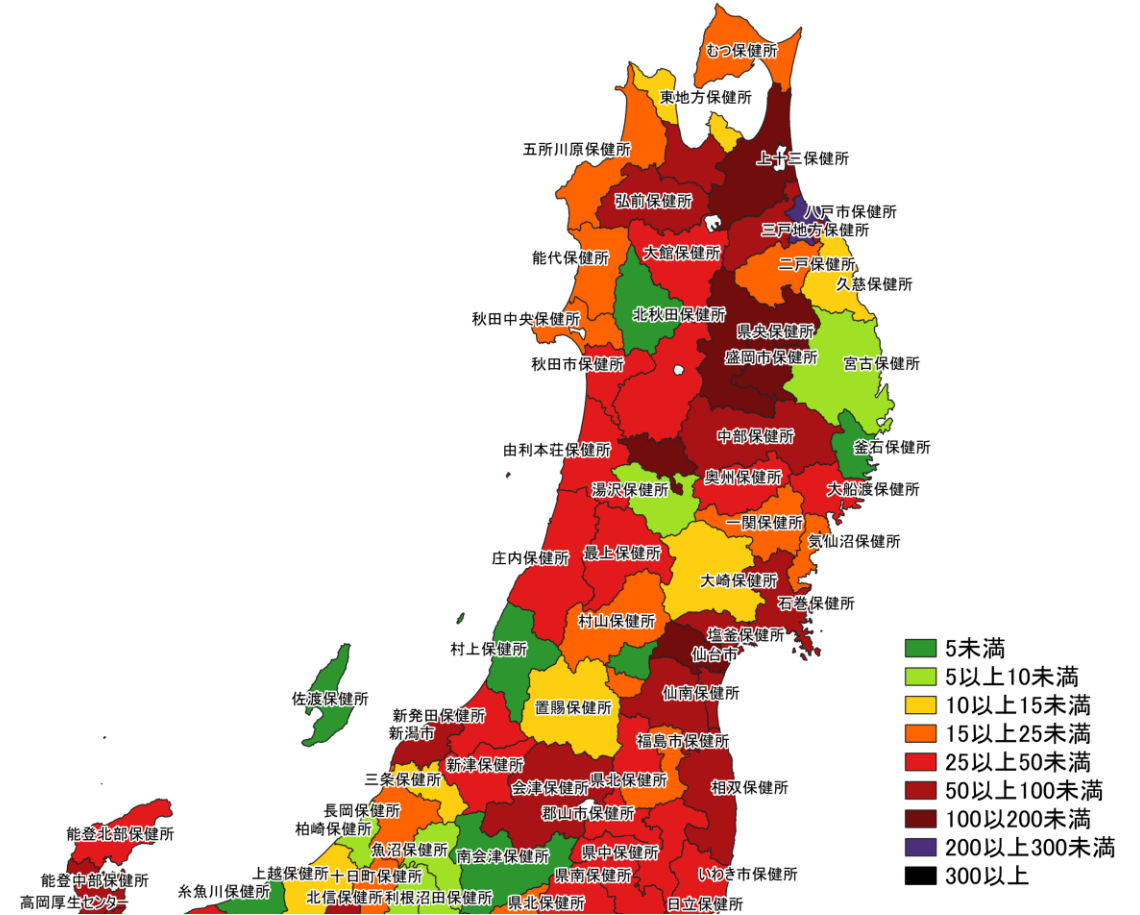 むつ保健所
東地方保健所
五所川原保健所
上十三保健所
弘前保健所
八戸市保健所
三戸地方保健所
大館保健所
能代保健所
二戸保健所
久慈保健所
北秋田保健所
秋田中央保健所
県央保健所
盛岡市保健所
秋田市保健所
宮古保健所
中部保健所
由利本荘保健所
釜石保健所
奥州保健所
湯沢保健所
大船渡保健所
一関保健所
気仙沼保健所
庄内保健所
最上保健所
大崎保健所
石巻保健所
村山保健所
塩釜保健所
村上保健所
仙台市
佐渡保健所
仙南保健所
置賜保健所
新発田保健所
新潟市
福島市保健所
新津保健所
三条保健所
会津保健所
県北保健所
相双保健所
長岡保健所
郡山市保健所
柏崎保健所
能登北部保健所
魚沼保健所
南会津保健所
県中保健所
上越保健所
十日町保健所
県南保健所
いわき市保健所
能登中部保健所
糸魚川保健所
北信保健所
利根沼田保健所
県北保健所
日立保健所
高岡厚生センター
5未満
5以上10未満
10以上15未満
15以上25未満
25以上50未満
50以上100未満
100以200未満
200以上300未満
300以上